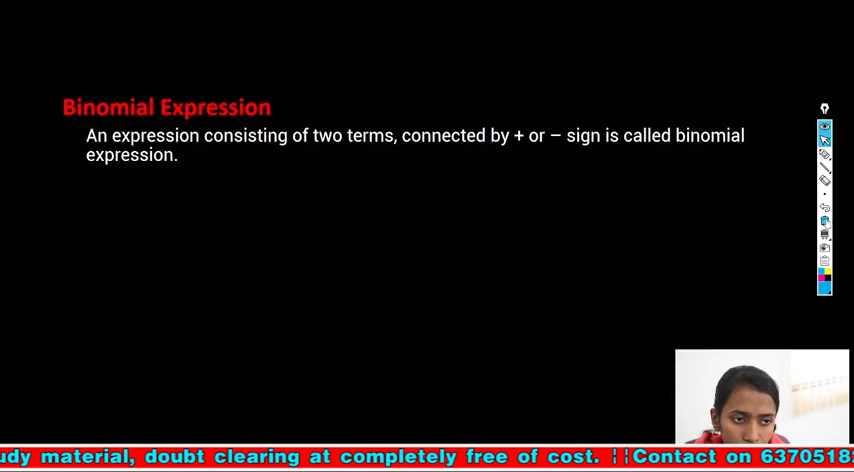 Binomial Expression
An expression consisting of two terms, connected by + or – sign is called binomial
expression.
material, doubt clearing at completely free of cost. ¦¦Contact on 637051